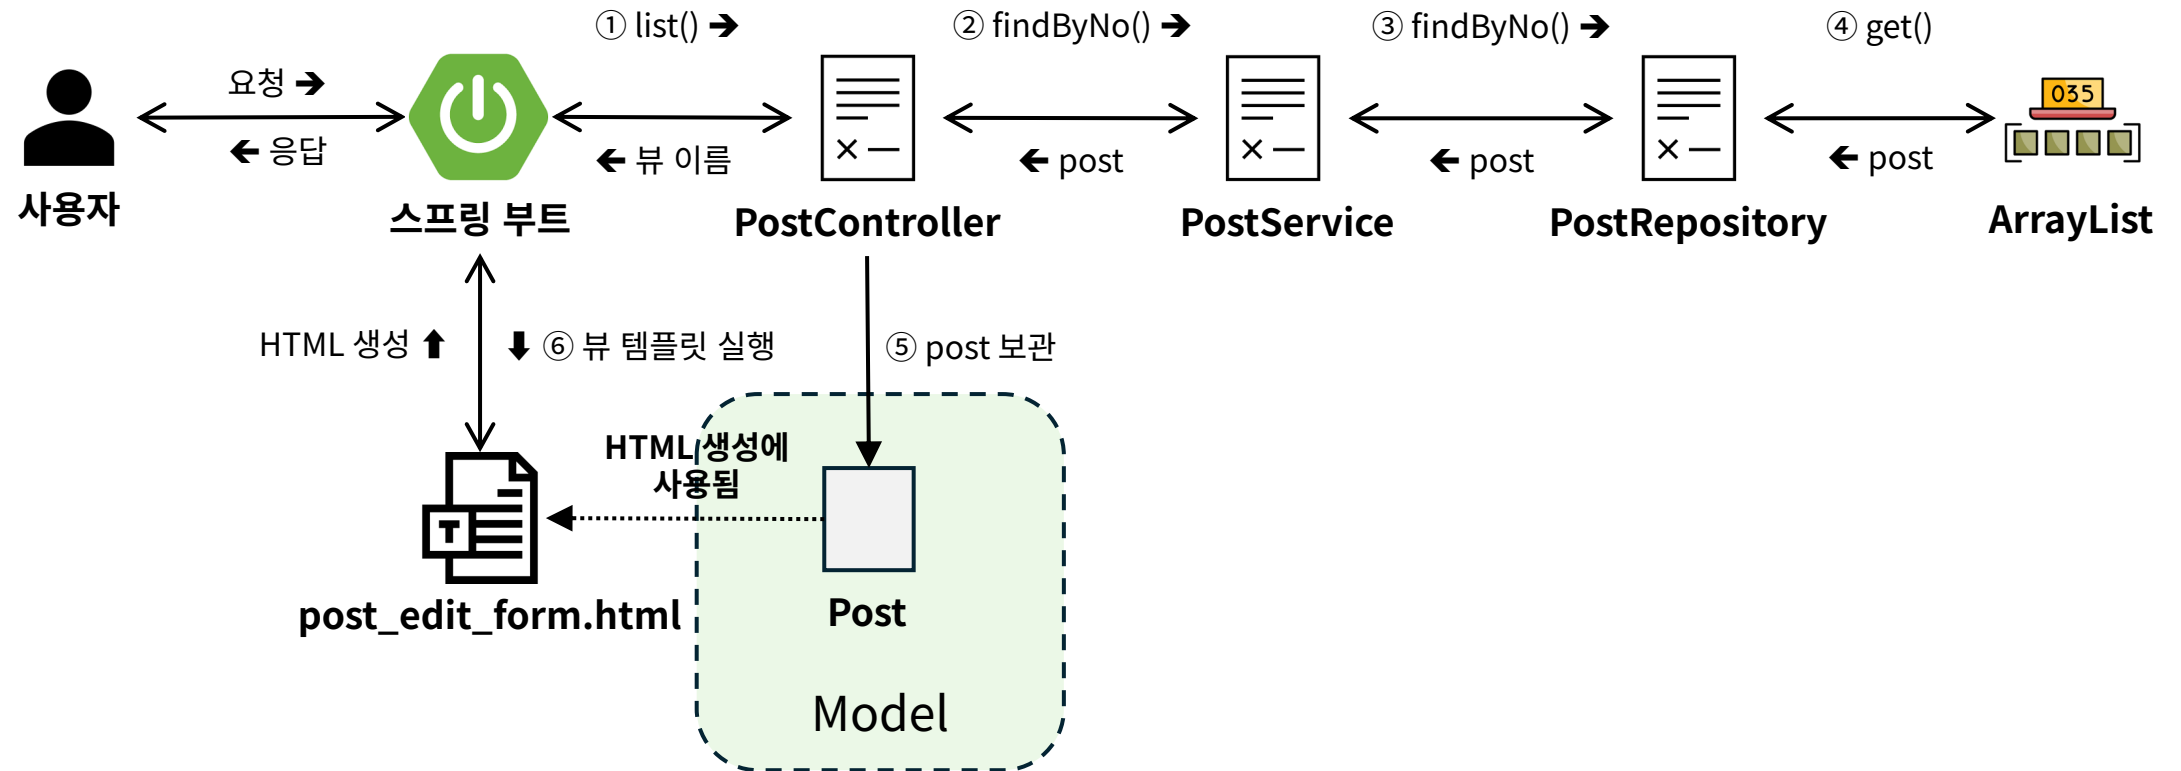 ① list() ➔
② findByNo() ➔
③ findByNo() ➔
④ get()
요청 ➔
← 응답
← 뷰 이름
← post
← post
← post
035
T
사용자
스프링 부트
PostController
PostService
PostRepository
ArrayList
HTML 생성 ⬆
⬇ ⑥ 뷰 템플릿 실행
⑤ post 보관
HTML 생성에
사용됨
post_edit_form.html
Post
Model